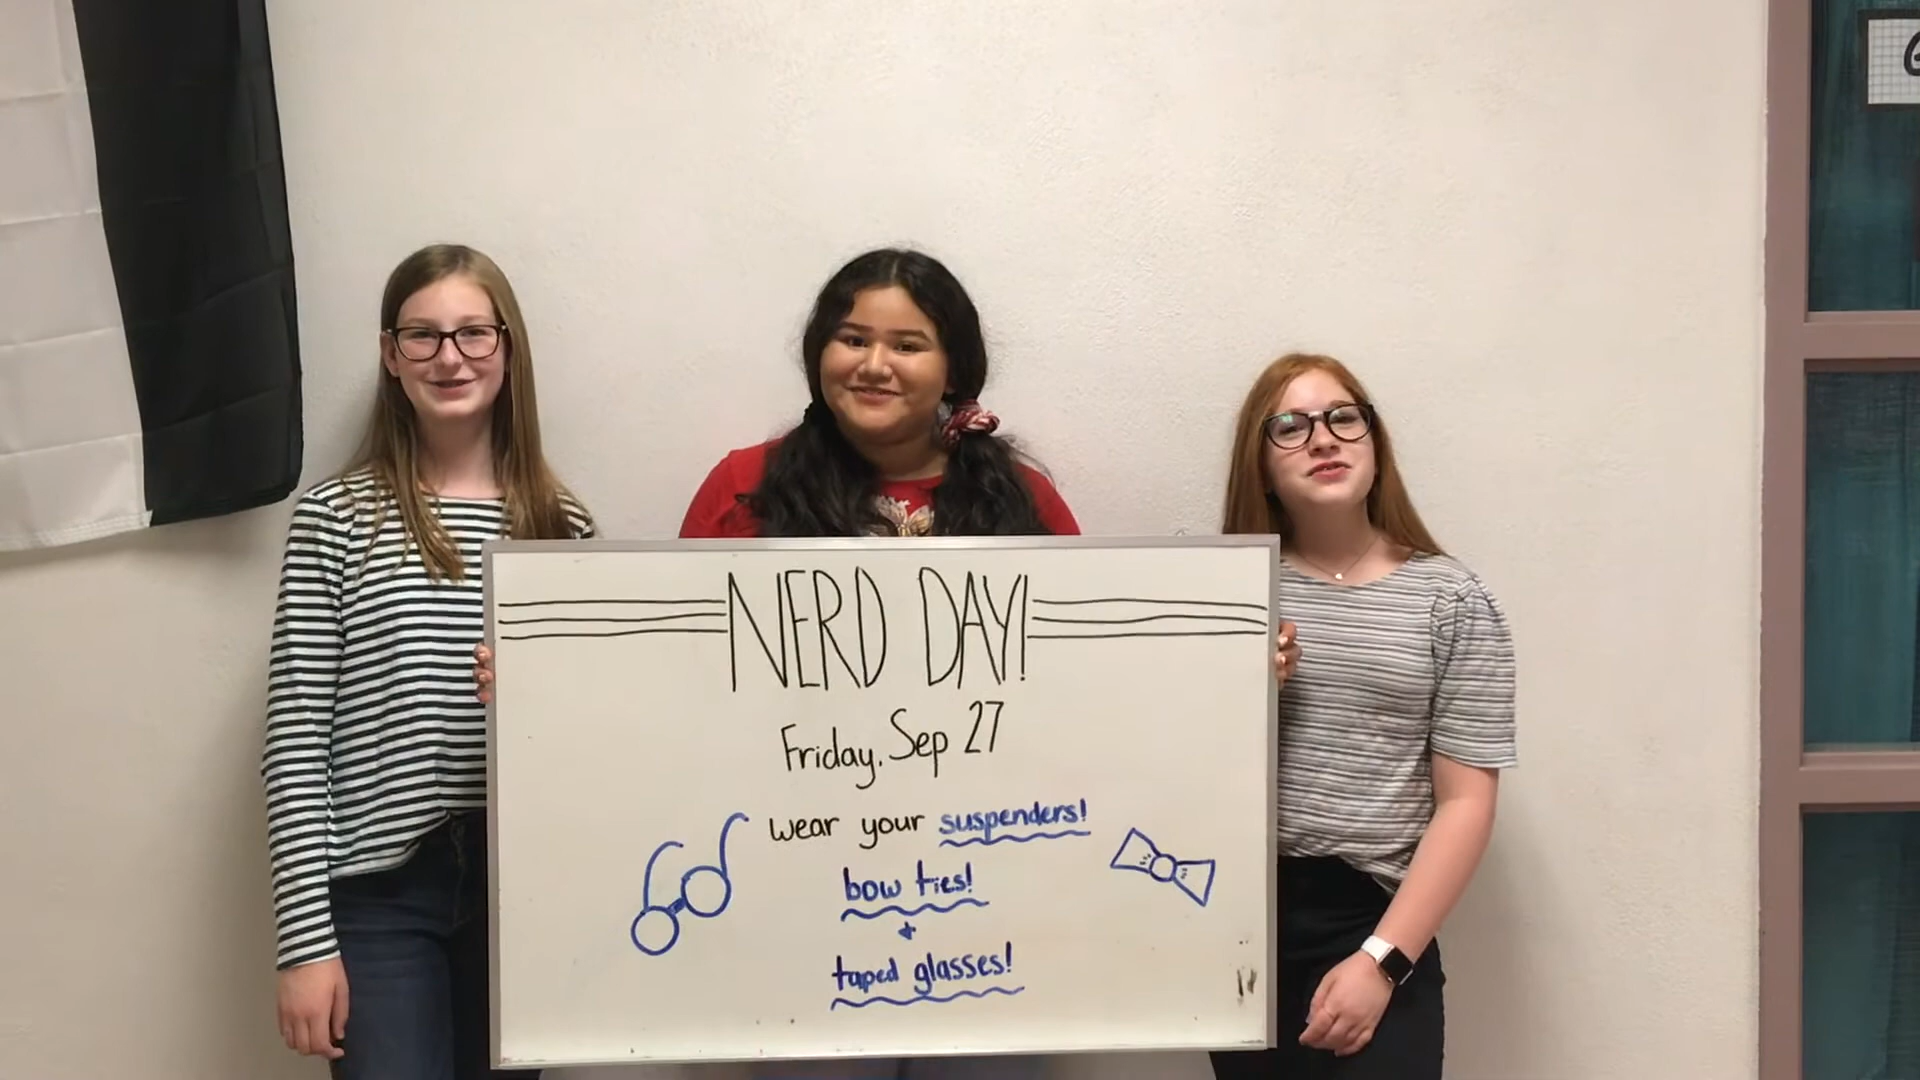 NERD DAY!
Friday, Sep 27
wear your suspenders!
bow ties!
+
taped glasses!